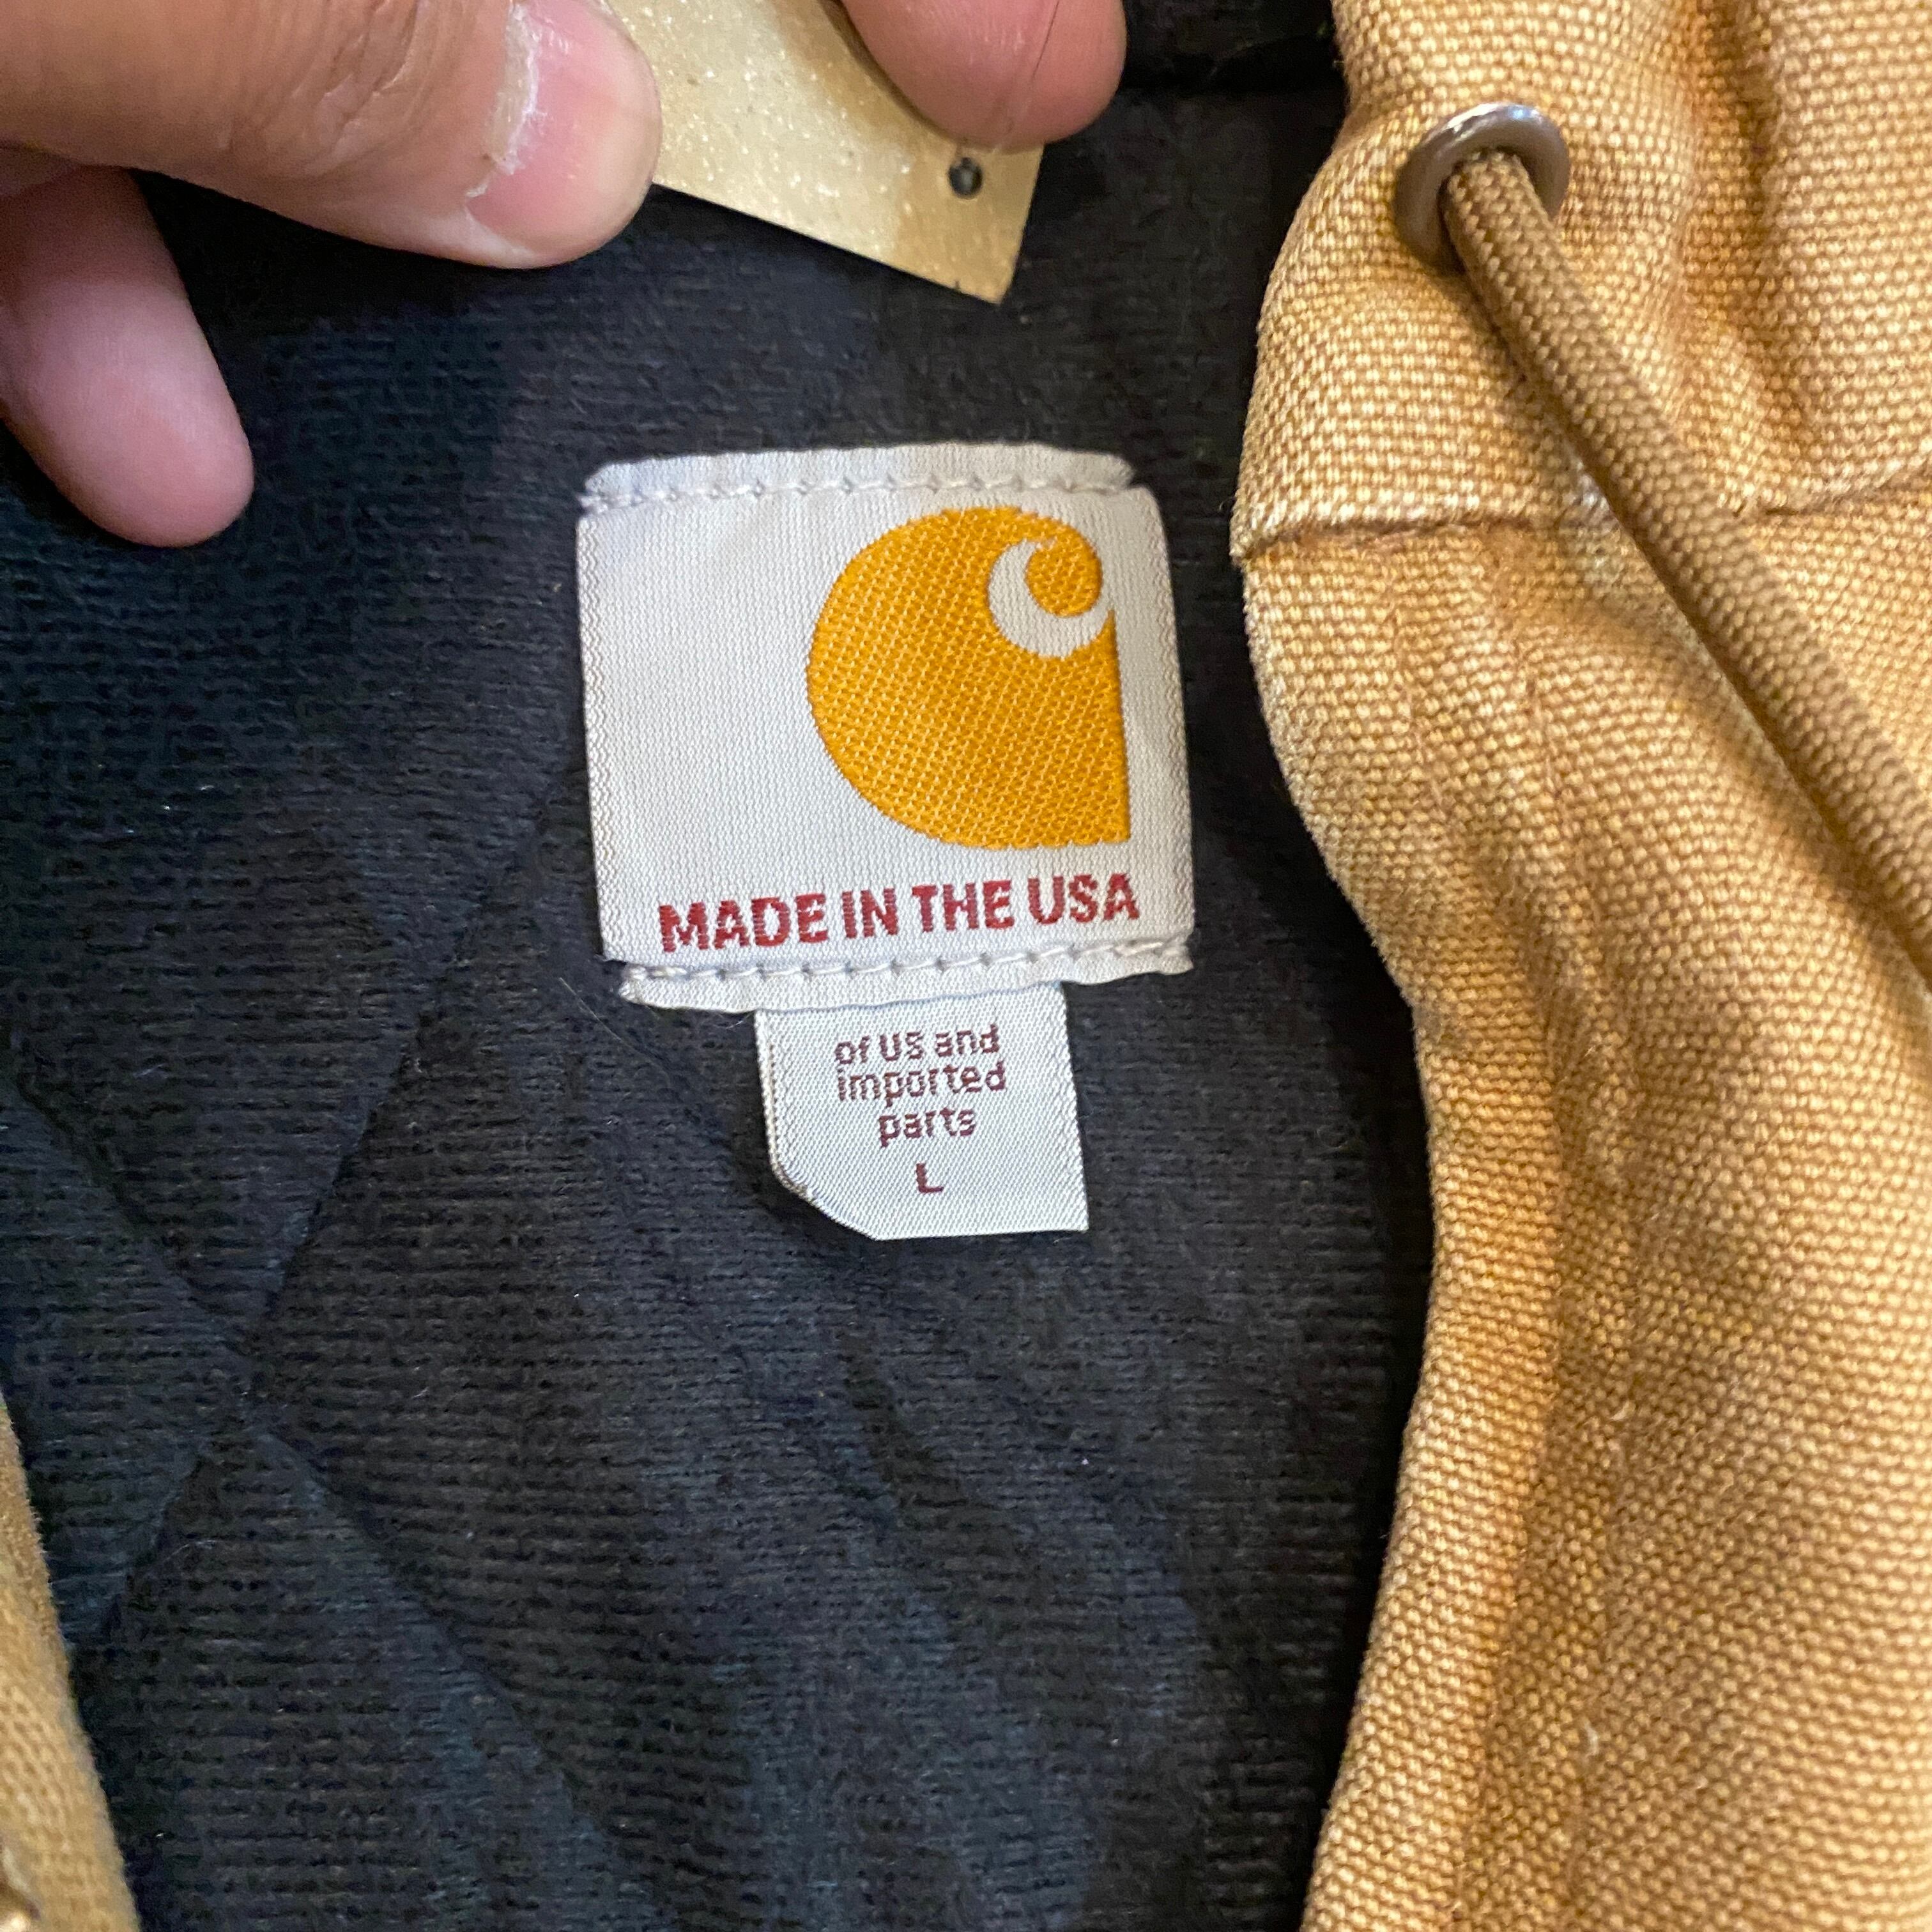 MADE IN THE USA
of US and
imported
parts
L